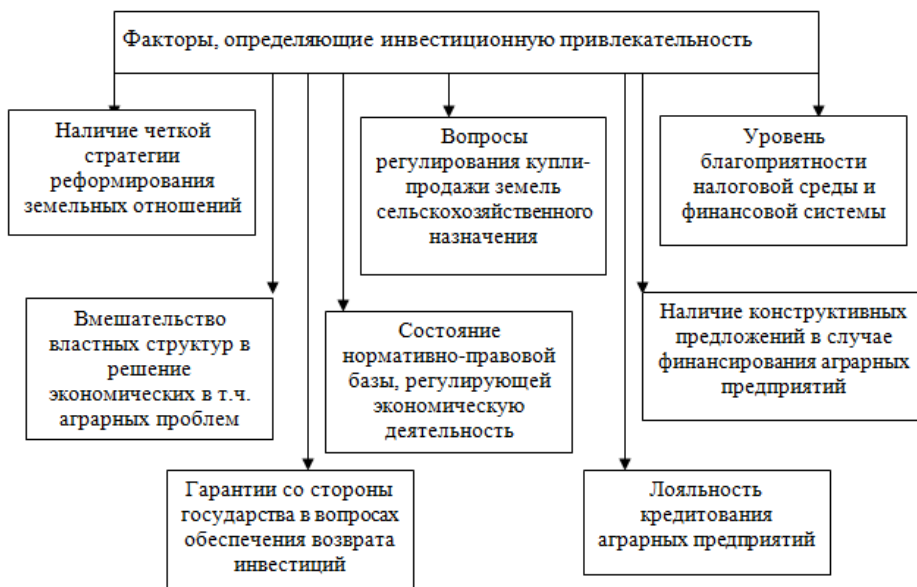 Факторы, определяющие инвестиционную привлекательность
Наличие четкой
стратегии
реформирования
земельных отношений
Вопросы
регулирования купли-
продажи земель
сельскохозяйственного
назначения
Уровень
благоприятности
налоговой среды и
финансовой системы
Вмешательство
властных структур в
решение
экономических в т.ч.
аграрных проблем
Состояние
нормативно-правовой
базы, регулирующей
экономическую
деятельность
Наличие конструктивных
предложений в случае
финансирования аграрных
предприятий
Гарантии со стороны
государства в вопросах
обеспечения возврата
инвестиций
Лояльность
кредитования
аграрных предприятий